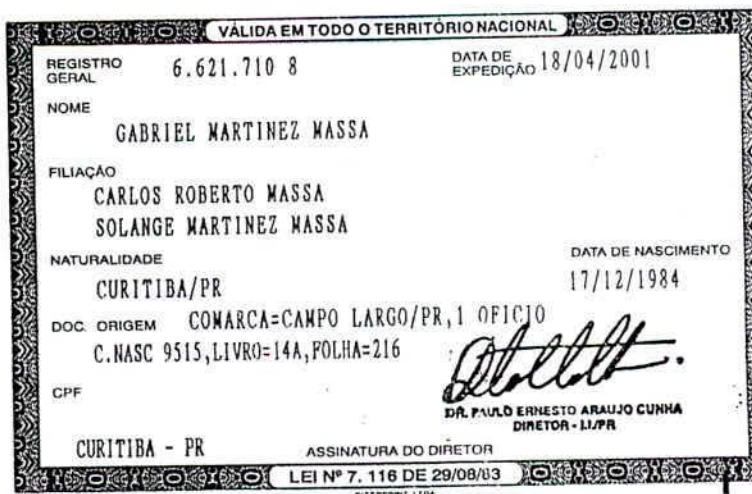 VÁLIDA EM TODO O TERRITÓRIO NACIONAL
REGISTRO GERAL 6.621.710 8 DATA DE EXPEDIÇÃO 18/04/2001
NOME
GABRIEL MARTINEZ MASSA
FILIAÇÃO
CARLOS ROBERTO MASSA
SOLANGE MARTINEZ MASSA
NATURALIDADE DATA DE NASCIMENTO
CURITIBA/PR 17/12/1984
DOC. ORIGEM COMARCA=CAMPO LARGO/PR,1 OFICIO
C.NASC 9515,LIVRO=14A,FOLHA=216
CPF
DR. PAULO ERNESTO ARAUJO CUNHA
DIRETOR - I.I/PR
CURITIBA - PR ASSINATURA DO DIRETOR
LEI Nº 7.116 DE 29/08/83